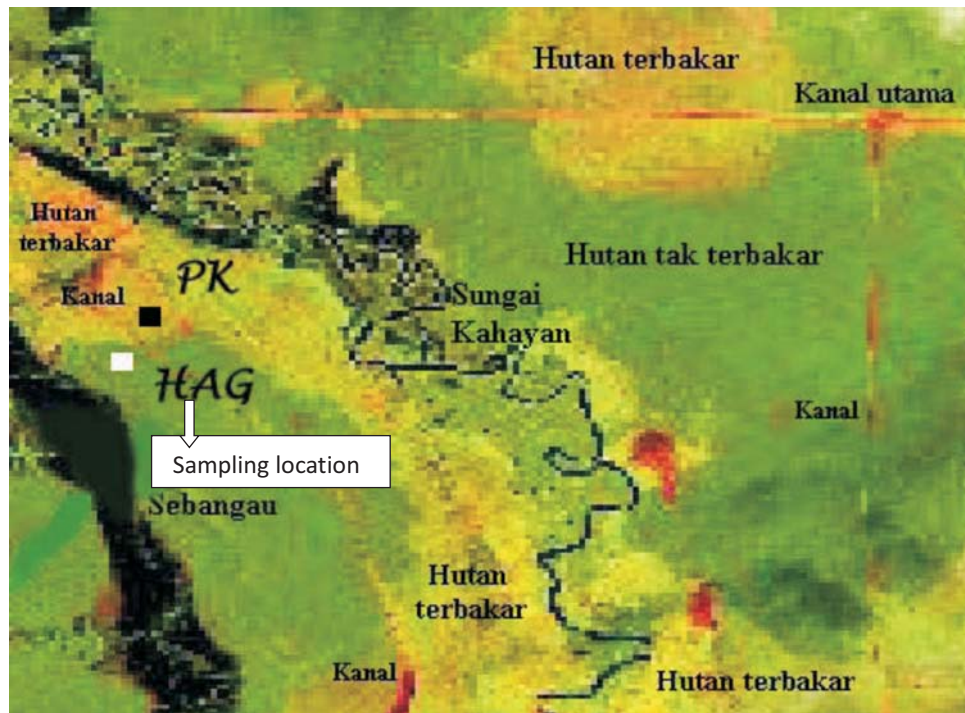 Hutan terbakar
Kanal utama
Hutan
terbakar
PK
Hutan tak terbakar
Kanal
Sungai
Kahayan
HAG
Kanal
Sampling location
Sebangau
Hutan
terbakar
Kanal
Hutan terbakar